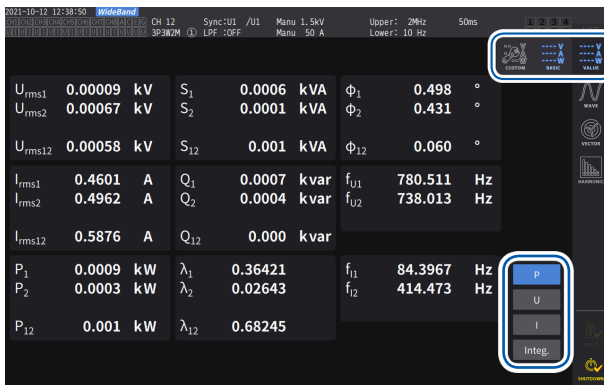 2021-10-12 12:38:50 WideBand
CH 12 Sync:U1 /U1 Manu 1.5kV Upper: 2MHz 50ms 1 2 3 4
3P3W2M ① LPF :OFF Manu 50 A Lower: 10 Hz
CUSTOM BASIC VALUE
WAVE
VECTOR
HARMONIC
Urms1 0.00009 kV S1 0.0006 kVA φ1 0.498 °
Urms2 0.00067 kV S2 0.0001 kVA φ2 0.431 °
Urms12 0.00058 kV S12 0.001 kVA φ12 0.060 °
Irms1 0.4601 A Q1 0.0007 kvar fU1 780.511 Hz
Irms2 0.4962 A Q2 0.0004 kvar fU2 738.013 Hz
Irms12 0.5876 A Q12 0.000 kvar
P1 0.0009 kW λ1 0.36421 fI1 84.3967 Hz
P2 0.0003 kW λ2 0.02643 fI2 414.473 Hz
P12 0.001 kW λ12 0.68245
P
U
I
Integ.
SHUTDOWN